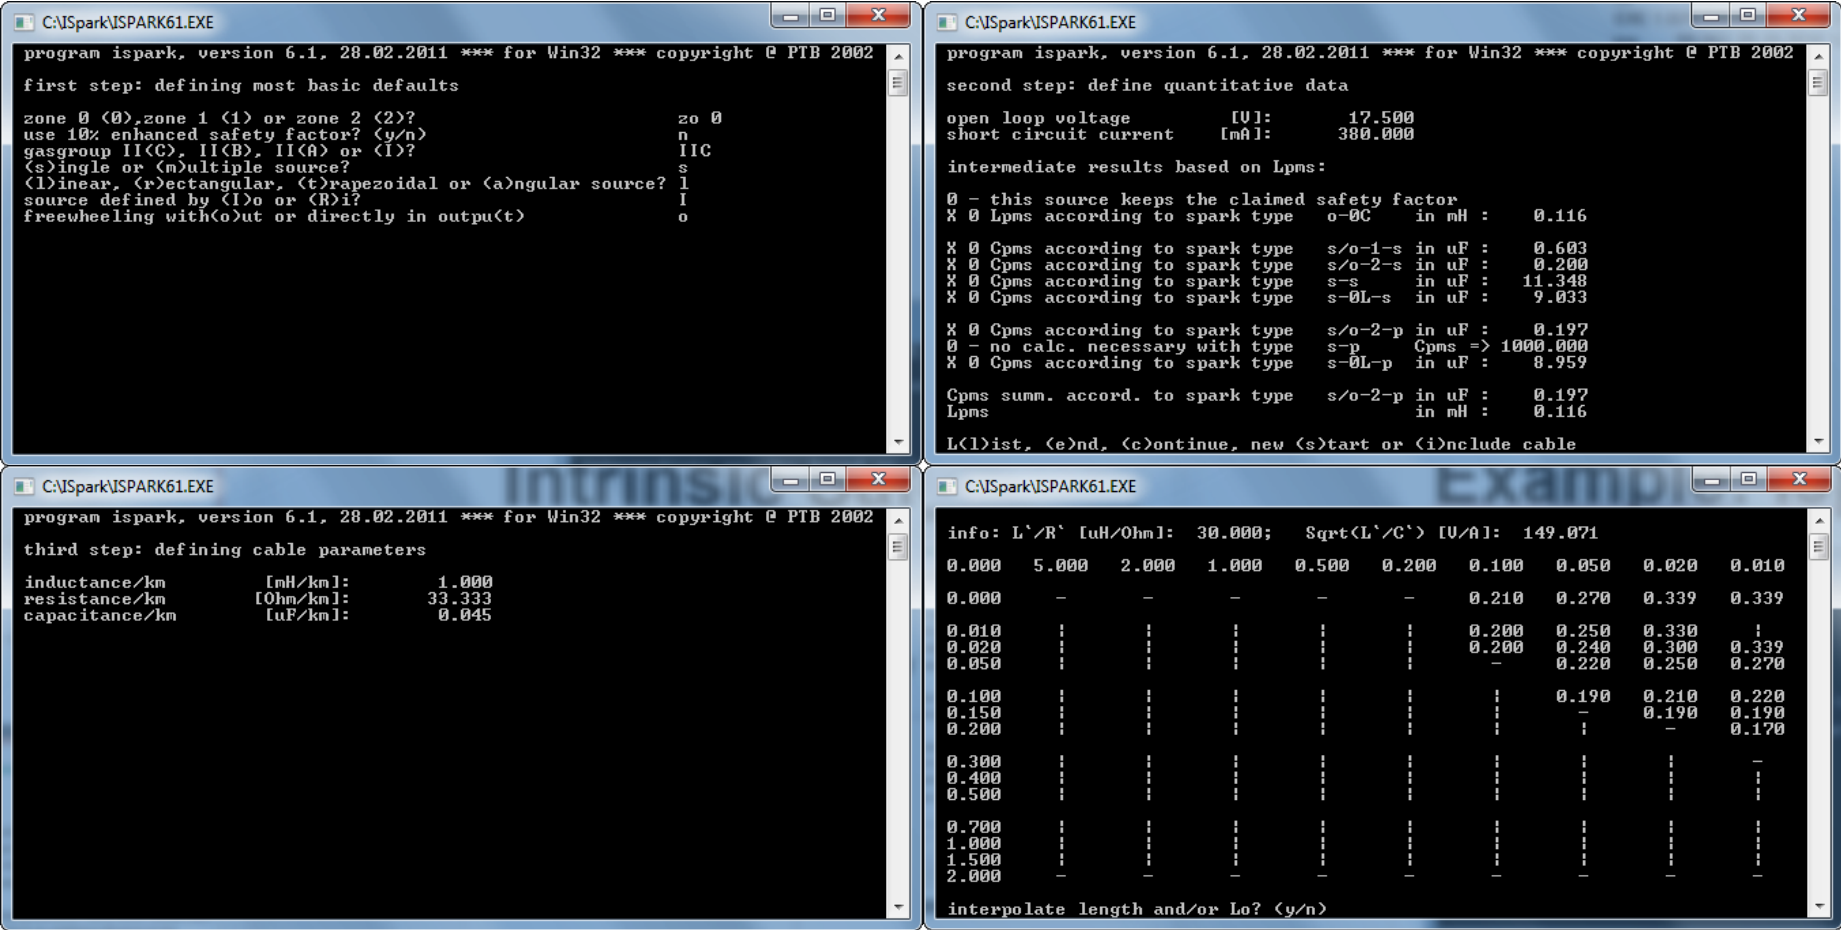 C:\ISpark\ISPARK61.EXE
program ispark, version 6.1, 28.02.2011 *** for Win32 *** copyright @ PTB 2002
first step: defining most basic defaults
zone 0 (0),zone 1 (1) or zone 2 (2)? zo 0
use 10% enhanced safety factor? (y/n) n
gasgroup II(C), II(B), II(A) or (I)? IIC
(s)ingle or (m)ultiple source? s
(l)inear, (r)ectangular, (t)rapezoidal or (a)ngular source? l
source defined by (I)o or (R)i? I
freewheeling with(o)ut or directly in outpu(t) o
C:\ISpark\ISPARK61.EXE
program ispark, version 6.1, 28.02.2011 *** for Win32 *** copyright @ PTB 2002
second step: define quantitative data
open loop voltage [V]: 17.500
short circuit current [mA]: 380.000
intermediate results based on Lpms:
0 - this source keeps the claimed safety factor
X 0 Lpms according to spark type o-0C in mH : 0.116
X 0 Cpms according to spark type s/o-1-s in uF : 0.603
X 0 Cpms according to spark type s/o-2-s in uF : 0.200
X 0 Cpms according to spark type s-s in uF : 11.348
X 0 Cpms according to spark type s-0L-s in uF : 9.033
X 0 Cpms according to spark type s/o-2-p in uF : 0.197
0 - no calc. necessary with type s-p Cpms => 1000.000
X 0 Cpms according to spark type s-0L-p in uF : 8.959
Cpms summ. accord. to spark type s/o-2-p in uF : 0.197
Lpms in mH : 0.116
L(l)ist, (e)nd, (c)ontinue, new (s)tart or (i)nclude cable
C:\ISpark\ISPARK61.EXE
program ispark, version 6.1, 28.02.2011 *** for Win32 *** copyright @ PTB 2002
third step: defining cable parameters
inductance/km [mH/km]: 1.000
resistance/km [Ohm/km]: 33.333
capacitance/km [uF/km]: 0.045
C:\ISpark\ISPARK61.EXE
info: L`/R` [uH/Ohm]: 30.000; Sqrt(L`/C`) [V/A]: 149.071
0.000 5.000 2.000 1.000 0.500 0.200 0.100 0.050 0.020 0.010
0.000 - - - - - 0.210 0.270 0.339 0.339
0.010 ¦ ¦ ¦ ¦ ¦ 0.200 0.250 0.330 ¦
0.020 ¦ ¦ ¦ ¦ ¦ 0.200 0.240 0.300 0.339
0.050 ¦ ¦ ¦ ¦ ¦ - 0.220 0.250 0.270
0.100 ¦ ¦ ¦ ¦ ¦ ¦ 0.190 0.210 0.220
0.150 ¦ ¦ ¦ ¦ ¦ ¦ - 0.190 0.190
0.200 ¦ ¦ ¦ ¦ ¦ ¦ ¦ - 0.170
0.300 ¦ ¦ ¦ ¦ ¦ ¦ ¦ ¦ -
0.400 ¦ ¦ ¦ ¦ ¦ ¦ ¦ ¦ ¦
0.500 ¦ ¦ ¦ ¦ ¦ ¦ ¦ ¦ ¦
0.700 ¦ ¦ ¦ ¦ ¦ ¦ ¦ ¦ ¦
1.000 ¦ ¦ ¦ ¦ ¦ ¦ ¦ ¦ ¦
1.500 ¦ ¦ ¦ ¦ ¦ ¦ ¦ ¦ ¦
2.000 - - - - - - - - -
interpolate length and/or Lo? (y/n)